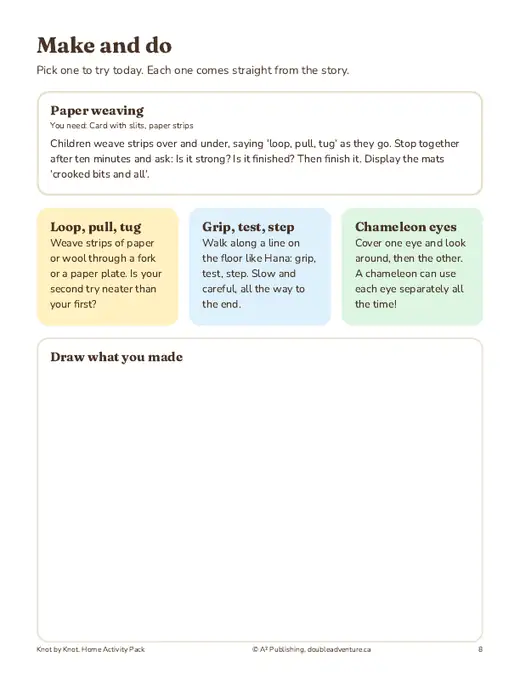 Make and do
Pick one to try today. Each one comes straight from the story.
Paper weaving
You need: Card with slits, paper strips
Children weave strips over and under, saying 'loop, pull, tug' as they go. Stop together
after ten minutes and ask: Is it strong? Is it finished? Then finish it. Display the mats
'crooked bits and all'.
Loop, pull, tug
Weave strips of paper
or wool through a fork
or a paper plate. Is your
second try neater than
your first?
Grip, test, step
Walk along a line on
the floor like Hana: grip,
test, step. Slow and
careful, all the way to
the end.
Chameleon eyes
Cover one eye and look
around, then the other.
A chameleon can use
each eye separately all
the time!
Draw what you made
Knot by Knot. Home Activity Pack
© A² Publishing, doubleadventure.ca
8